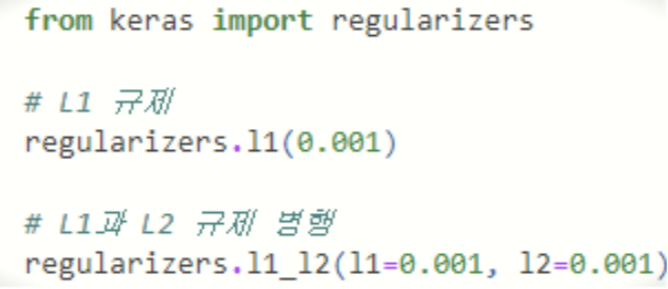 from keras import regularizers
# L1 규제
regularizers.l1(0.001)
# L1과 L2 규제 병행
regularizers.l1_l2(l1=0.001, l2=0.001)